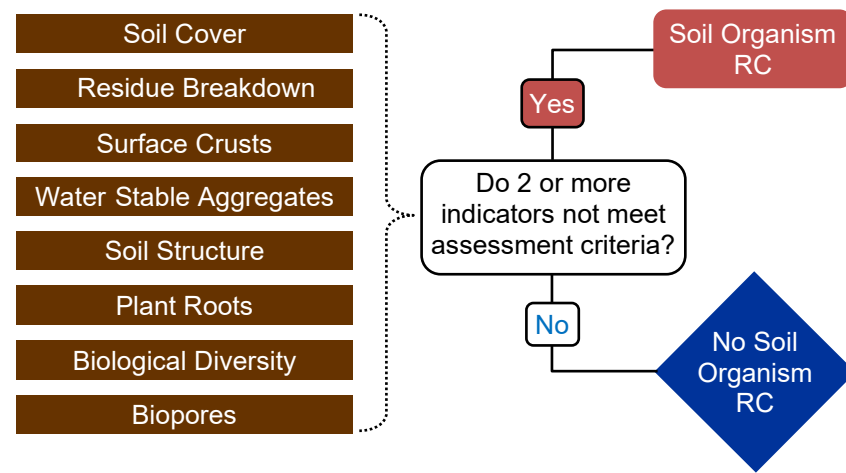 Soil Cover
Residue Breakdown
Surface Crusts
Water Stable Aggregates
Soil Structure
Plant Roots
Biological Diversity
Biopores
Do 2 or more
indicators not meet
assessment criteria?
Yes
Soil Organism
RC
No
No Soil
Organism
RC